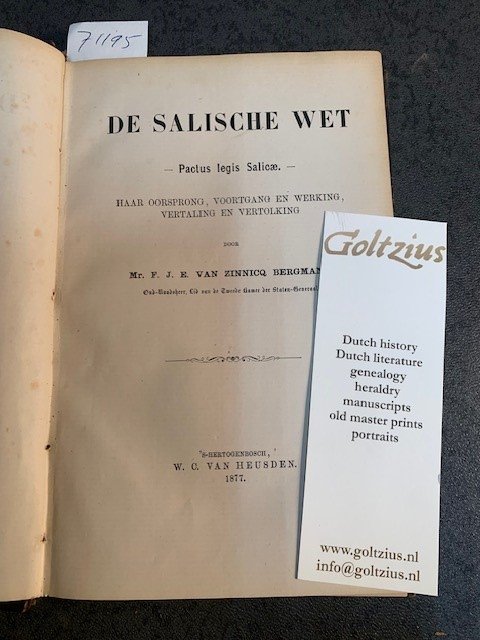 71195
DE SALISCHE WET
— Pactus legis Salicæ. —
HAAR OORSPRONG, VOORTGANG EN WERKING,
VERTALING EN VERTOLKING
DOOR
Mr. F. J. E. VAN ZINNICQ BERGMAN
Oud-Raadsheer, Lid van de Tweede Kamer der Staten-Generaal
'S-HERTOGENBOSCH,
W. C. VAN HEUSDEN.
1877.
Goltzius
Dutch history
Dutch literature
genealogy
heraldry
manuscripts
old master prints
portraits
www.goltzius.nl
info@goltzius.nl